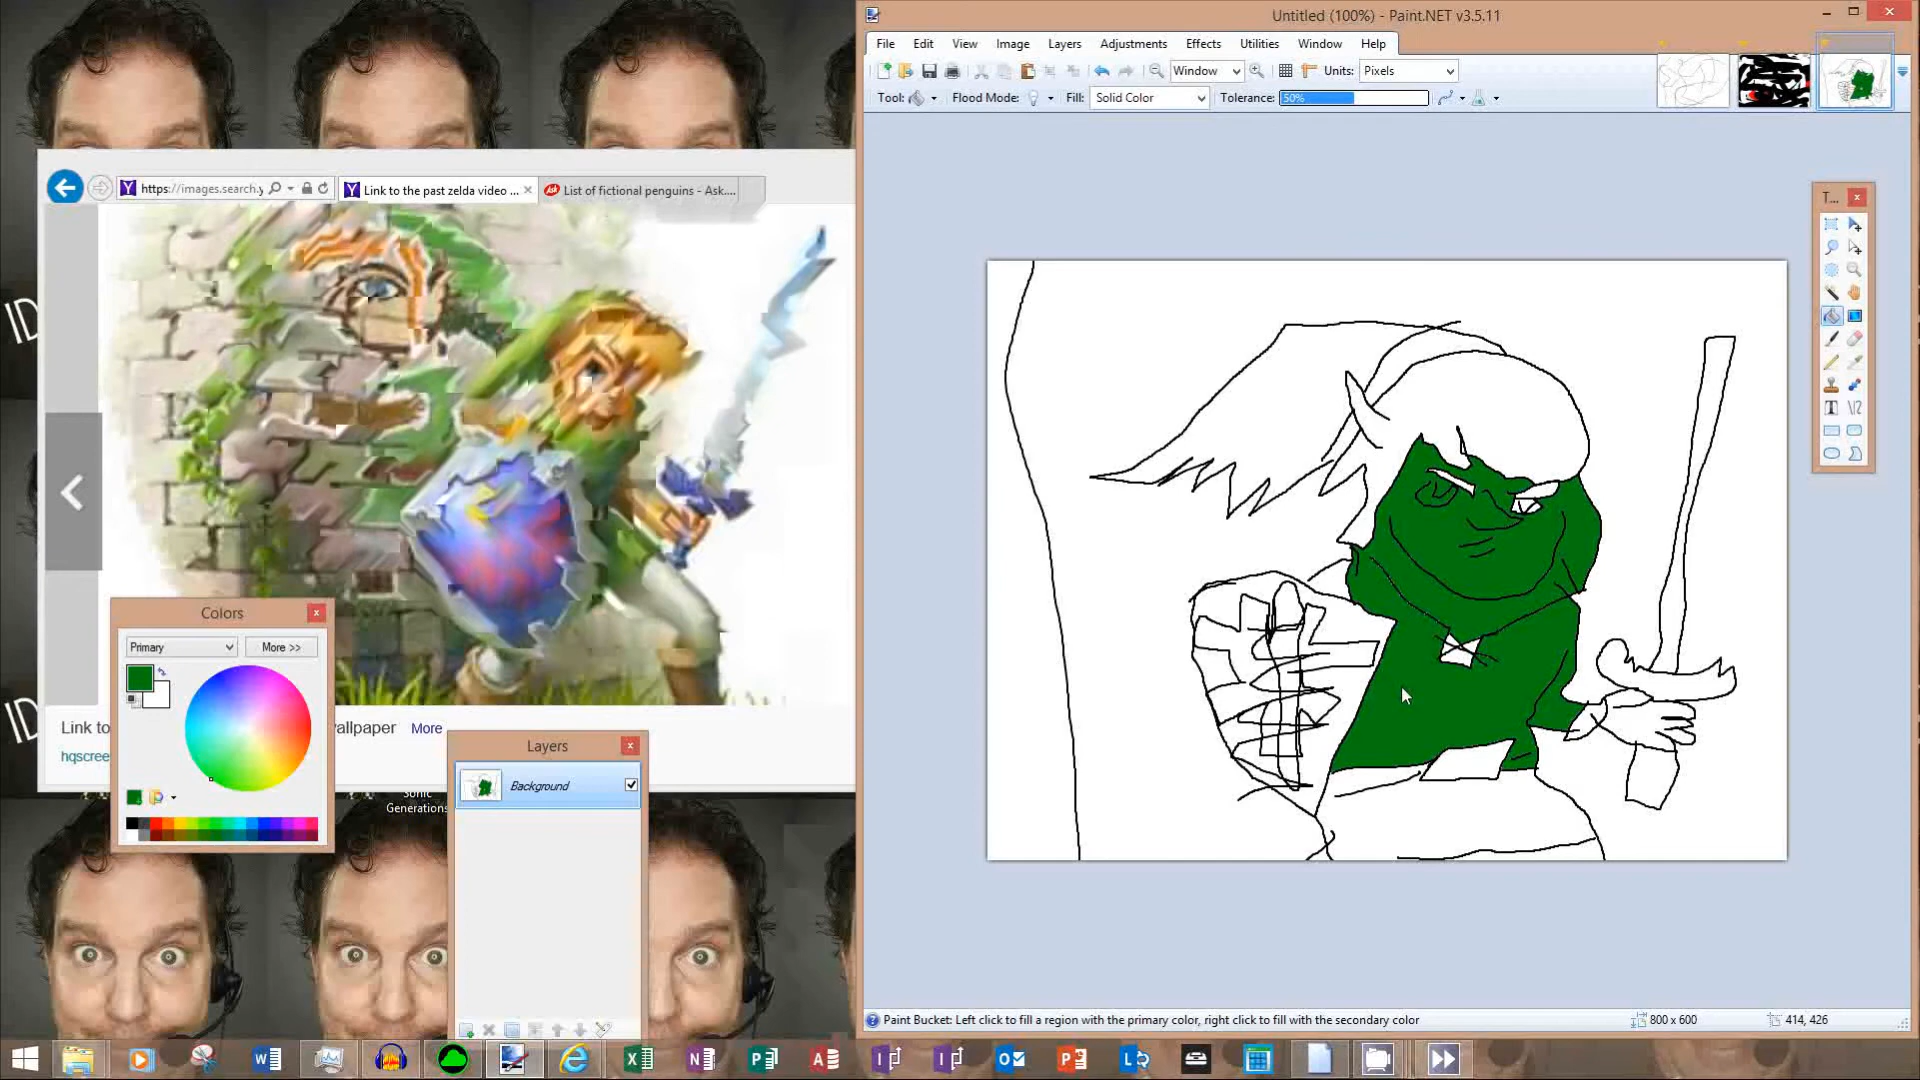 Untitled (100%) - Paint.NET v3.5.11
File Edit View Image Layers Adjustments Effects Utilities Window Help
Window Units: Pixels
Tool: Flood Mode: Fill: Solid Color Tolerance: 50%
https://images.search.y
Link to the past zelda video ...
List of fictional penguins - Ask....
T...
ID
Colors
Primary More >>
ID
Link to
allpaper More
hqscree
Layers
Background
Sonic
Generations
Paint Bucket: Left click to fill a region with the primary color, right click to fill with the secondary color
800 x 600
414, 426